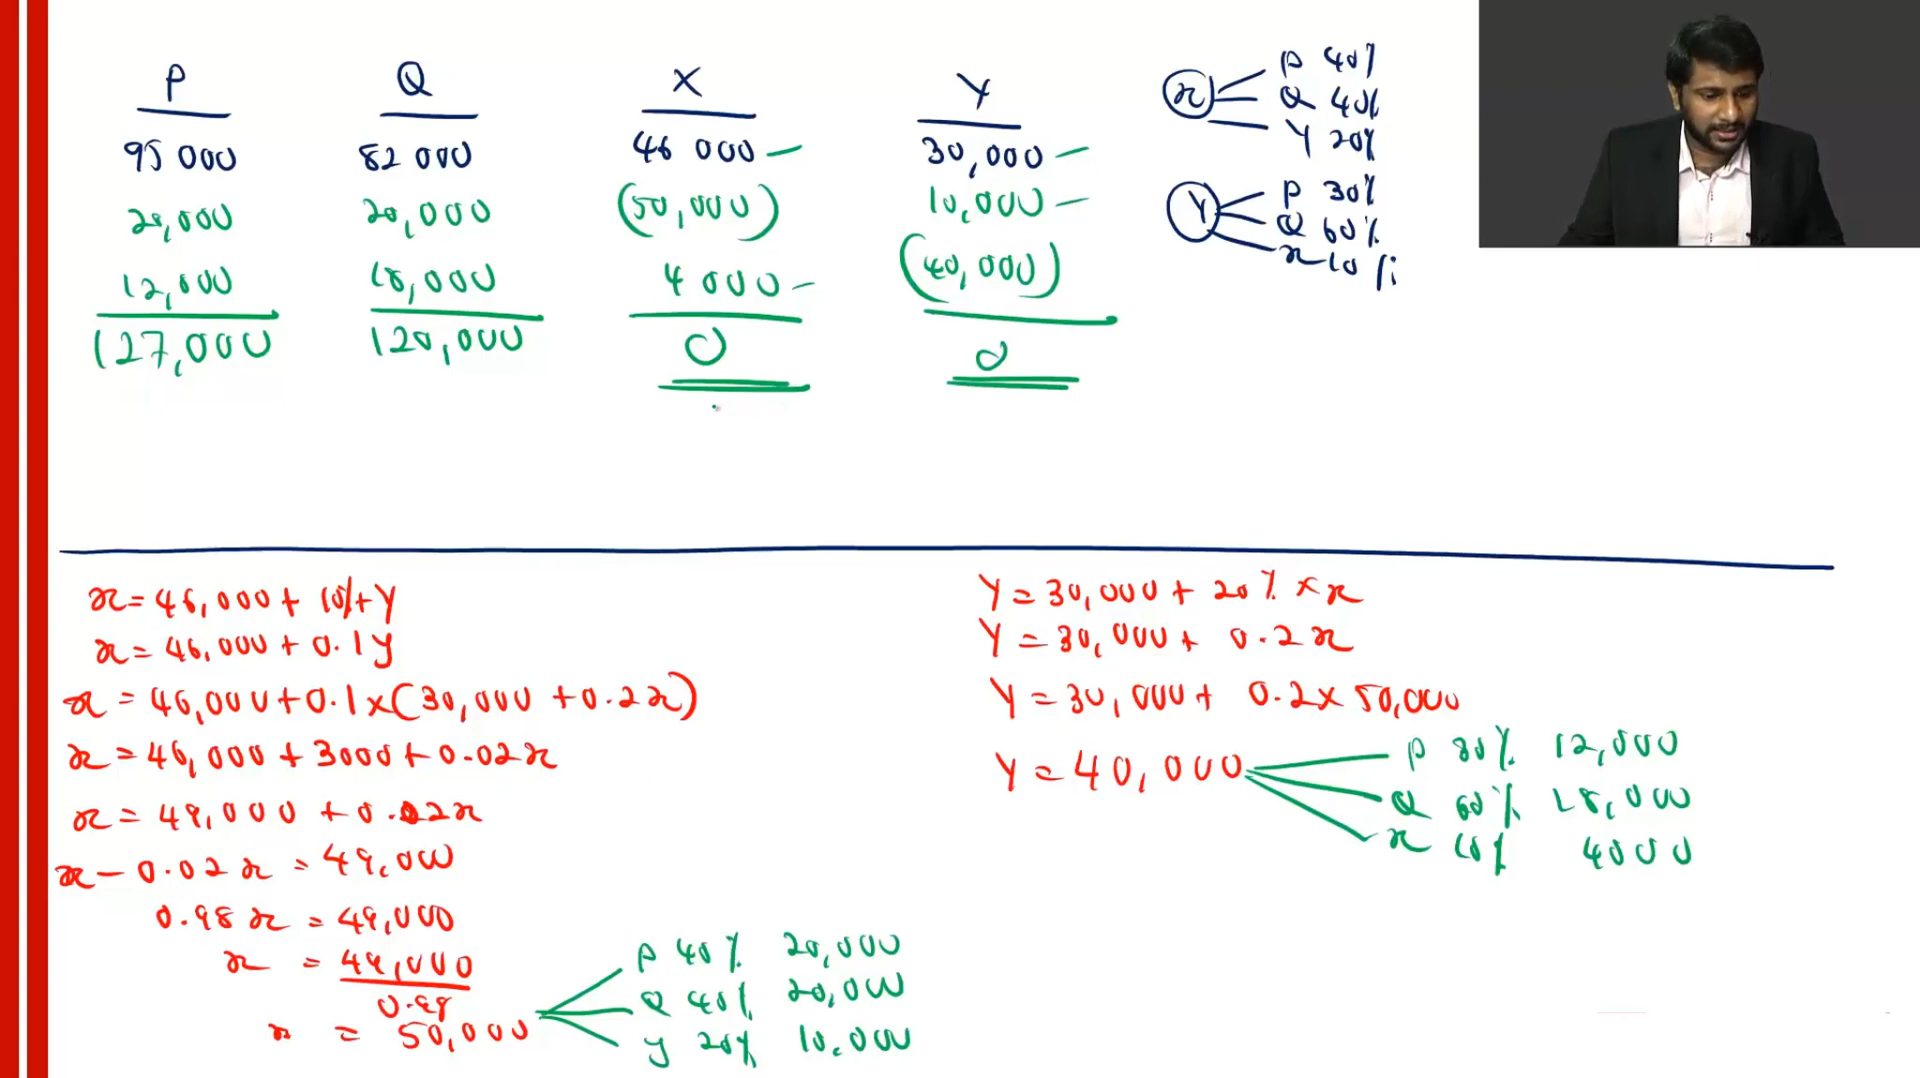 P Q X Y
95 000 82 000 46 000 30,000
20,000 20,000 (50,000) 10,000
12,000 18,000 4 000 (40,000)
127,000 120,000 0 0
x P 40%
Q 40%
Y 20%
Y P 30%
Q 60%
x 10%
x = 46,000 + 10%+Y
x = 46,000 + 0.1y
x = 46,000 + 0.1 x (30,000 + 0.2x)
x = 46,000 + 3000 + 0.02x
x = 49,000 + 0.02x
x - 0.02x = 49,000
0.98x = 49,000
x = 49,000
0.98
x = 50,000
P 40% 20,000
Q 40% 20,000
y 20% 10,000
Y = 30,000 + 20% x x
Y = 30,000 + 0.2x
Y = 30,000 + 0.2 x 50,000
Y = 40,000
P 30% 12,000
Q 60% 18,000
x 10% 4000